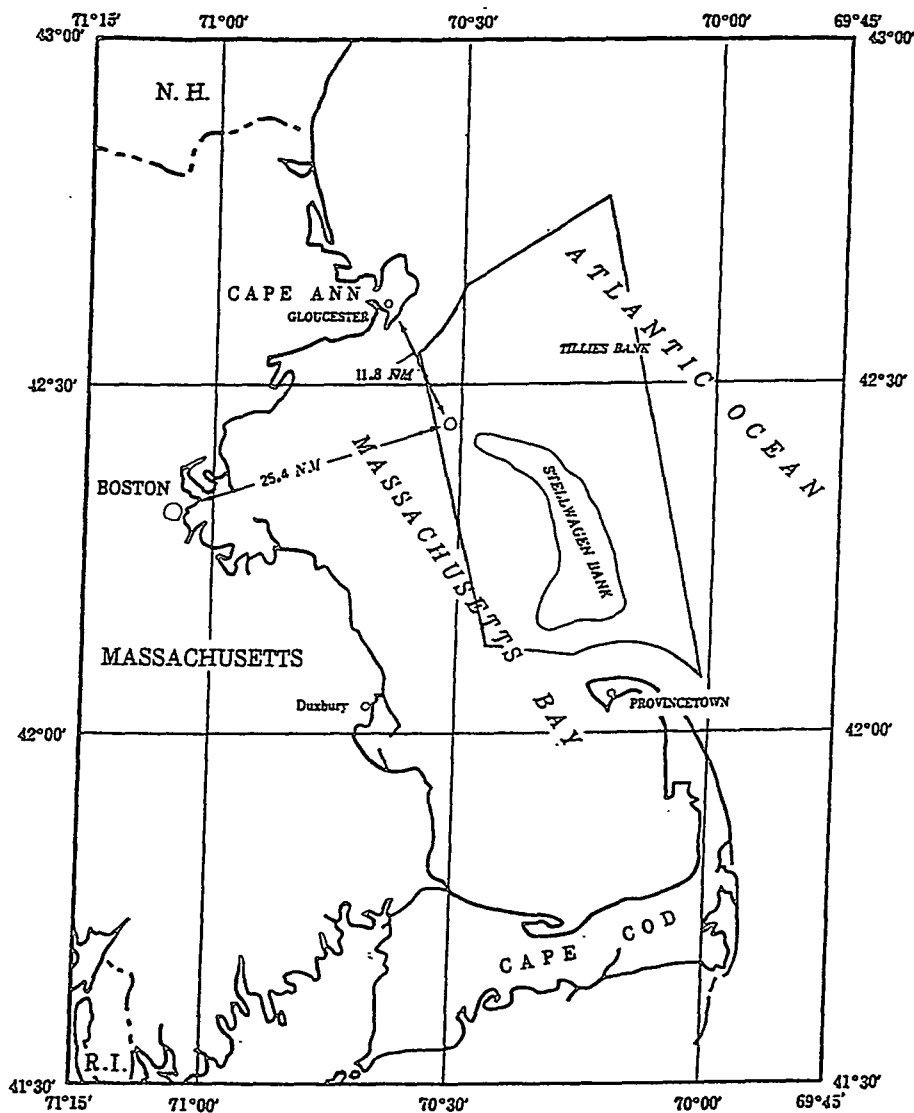 71°15' 71°00' 70°30' 70°00' 69°45'
43°00' 43°00'
N. H.
ATLANTIC OCEAN
CAPE ANN
GLOUCESTER
TILLIES BANK
11.8 NM
42°30' 42°30'
MASSACHUSETTS BAY
25.4 NM
STELLWAGEN BANK
BOSTON
MASSACHUSETTS
Duxbury
PROVINCETOWN
42°00' 42°00'
CAPE COD
R.I.
41°30' 41°30'
71°15' 71°00' 70°30' 70°00' 69°45'